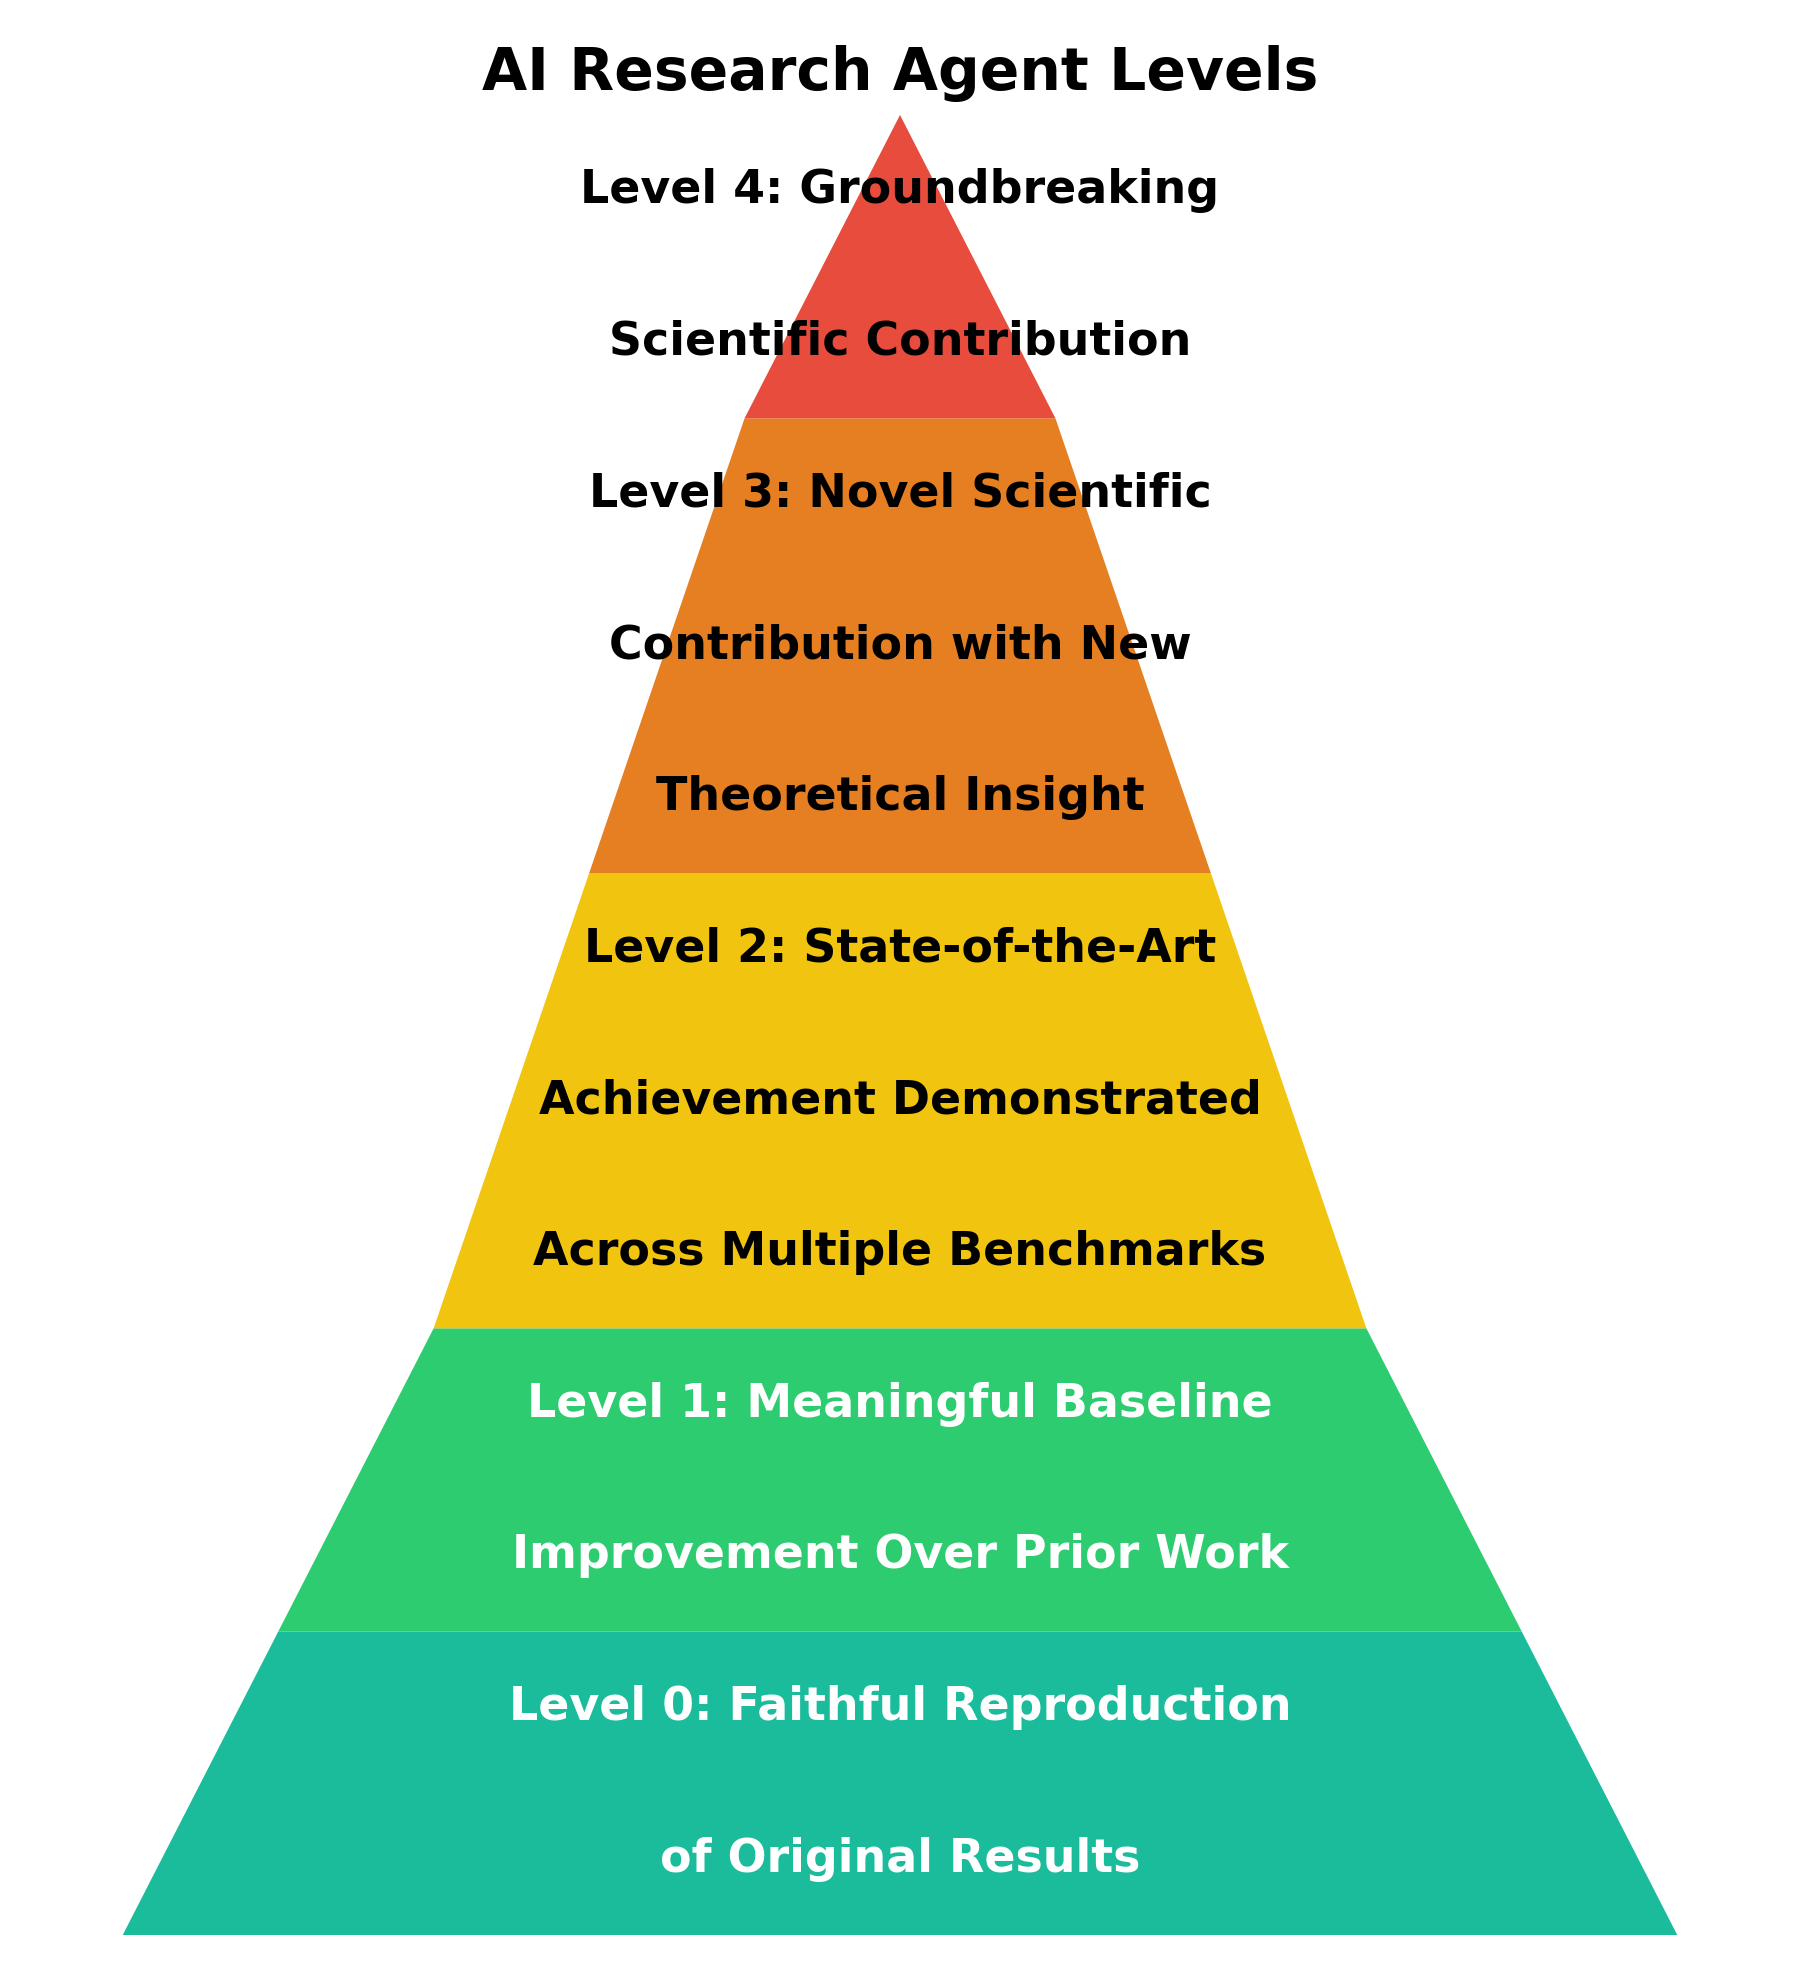 AI Research Agent Levels
Level 4: Groundbreaking
Scientific Contribution
Level 3: Novel Scientific
Contribution with New
Theoretical Insight
Level 2: State-of-the-Art
Achievement Demonstrated
Across Multiple Benchmarks
Level 1: Meaningful Baseline
Improvement Over Prior Work
Level 0: Faithful Reproduction
of Original Results